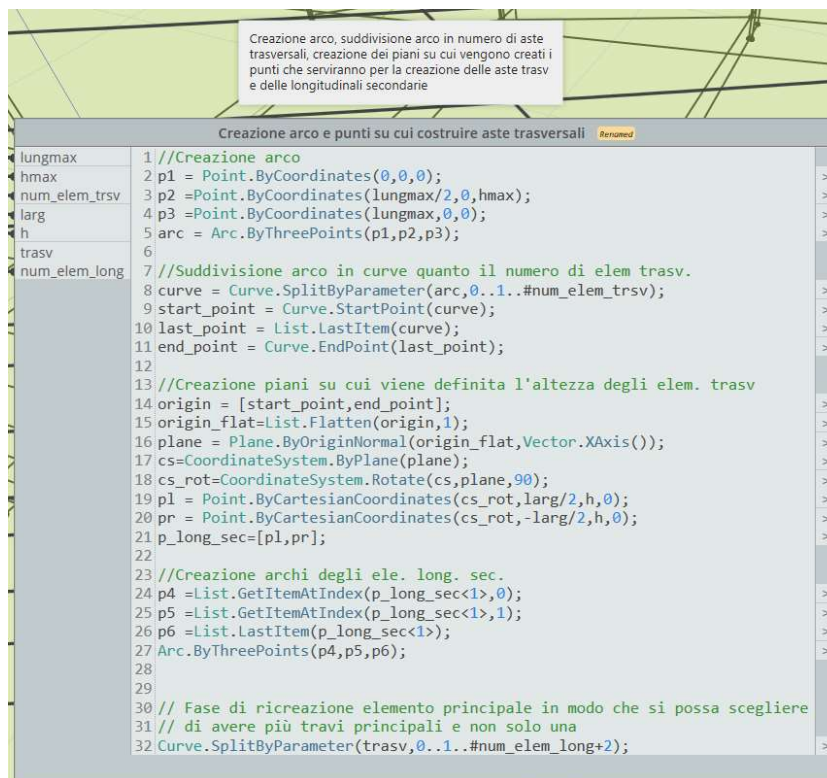 Creazione arco, suddivisione arco in numero di aste
trasversali, creazione dei piani su cui vengono creati i
punti che serviranno per la creazione delle aste trasv
e delle longitudinali secondarie
Creazione arco e punti su cui costruire aste trasversali Renamed
lungmax
hmax
num_elem_trsv
larg
h
trasv
num_elem_long
1 //Creazione arco
2 p1 = Point.ByCoordinates(0,0,0);
3 p2 =Point.ByCoordinates(lungmax/2,0,hmax);
4 p3 =Point.ByCoordinates(lungmax,0,0);
5 arc = Arc.ByThreePoints(p1,p2,p3);
6
7 //Suddivisione arco in curve quanto il numero di elem trasv.
8 curve = Curve.SplitByParameter(arc,0..1..#num_elem_trsv);
9 start_point = Curve.StartPoint(curve);
10 last_point = List.LastItem(curve);
11 end_point = Curve.EndPoint(last_point);
12
13 //Creazione piani su cui viene definita l'altezza degli elem. trasv
14 origin = [start_point,end_point];
15 origin_flat=List.Flatten(origin,1);
16 plane = Plane.ByOriginNormal(origin_flat,Vector.XAxis());
17 cs=CoordinateSystem.ByPlane(plane);
18 cs_rot=CoordinateSystem.Rotate(cs,plane,90);
19 pl = Point.ByCartesianCoordinates(cs_rot,larg/2,h,0);
20 pr = Point.ByCartesianCoordinates(cs_rot,-larg/2,h,0);
21 p_long_sec=[pl,pr];
22
23 //Creazione archi degli ele. long. sec.
24 p4 =List.GetItemAtIndex(p_long_sec<1>,0);
25 p5 =List.GetItemAtIndex(p_long_sec<1>,1);
26 p6 =List.LastItem(p_long_sec<1>);
27 Arc.ByThreePoints(p4,p5,p6);
28
29
30 // Fase di ricreazione elemento principale in modo che si possa scegliere
31 // di avere più travi principali e non solo una
32 Curve.SplitByParameter(trasv,0..1..#num_elem_long+2);